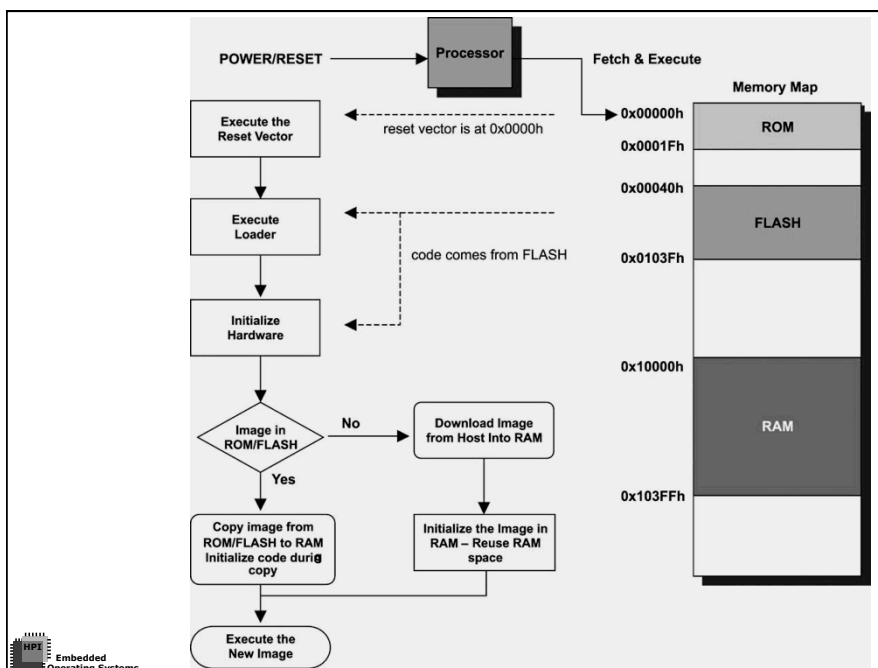 POWER/RESET
Processor
Fetch & Execute
Memory Map
Execute the
Reset Vector
reset vector is at 0x0000h
0x00000h
ROM
0x0001Fh
0x00040h
Execute
Loader
FLASH
code comes from FLASH
0x0103Fh
Initialize
Hardware
0x10000h
Image in
ROM/FLASH
No
Download Image
from Host Into RAM
RAM
Yes
0x103FFh
Copy image from
ROM/FLASH to RAM
Initialize code durig
copy
Initialize the Image in
RAM – Reuse RAM
space
Execute the
New Image
HPI
Embedded
Operating Systems